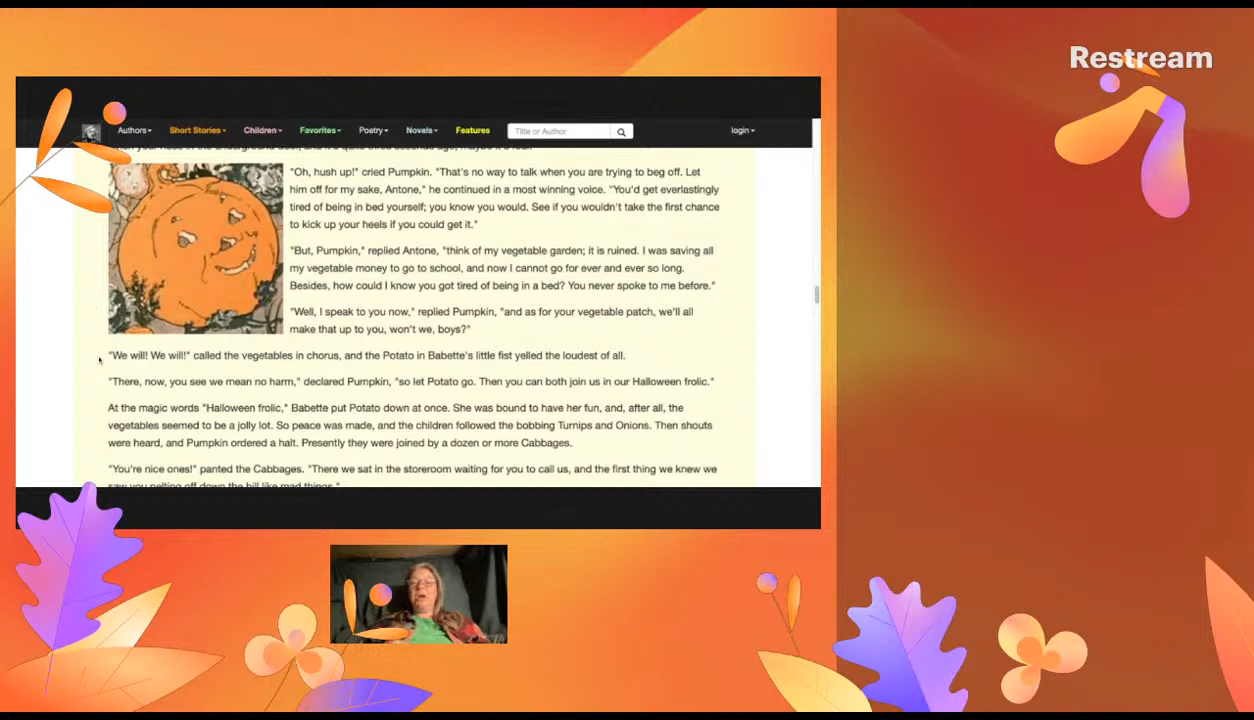 Restream
Authors
Short Stories
Children
Favorites
Poetry
Novels
Features
Title or Author
login
"Oh, hush up!" cried Pumpkin. "That's no way to talk when you are trying to beg off. Let
him off for my sake, Antone," he continued in a most winning voice. "You'd get everlastingly
tired of being in bed yourself; you know you would. See if you wouldn't take the first chance
to kick up your heels if you could get it."
"But, Pumpkin," replied Antone, "think of my vegetable garden; it is ruined. I was saving all
my vegetable money to go to school, and now I cannot go for ever and ever so long.
Besides, how could I know you got tired of being in a bed? You never spoke to me before."
"Well, I speak to you now," replied Pumpkin, "and as for your vegetable patch, we'll all
make that up to you, won't we, boys?"
"We will! We will!" called the vegetables in chorus, and the Potato in Babette's little fist yelled the loudest of all.
"There, now, you see we mean no harm," declared Pumpkin, "so let Potato go. Then you can both join us in our Halloween frolic."
At the magic words "Halloween frolic," Babette put Potato down at once. She was bound to have her fun, and, after all, the
vegetables seemed to be a jolly lot. So peace was made, and the children followed the bobbing Turnips and Onions. Then shouts
were heard, and Pumpkin ordered a halt. Presently they were joined by a dozen or more Cabbages.
"You're nice ones!" panted the Cabbages. "There we sat in the storeroom waiting for you to call us, and the first thing we knew we
saw you pelting off down the hill like mad things."